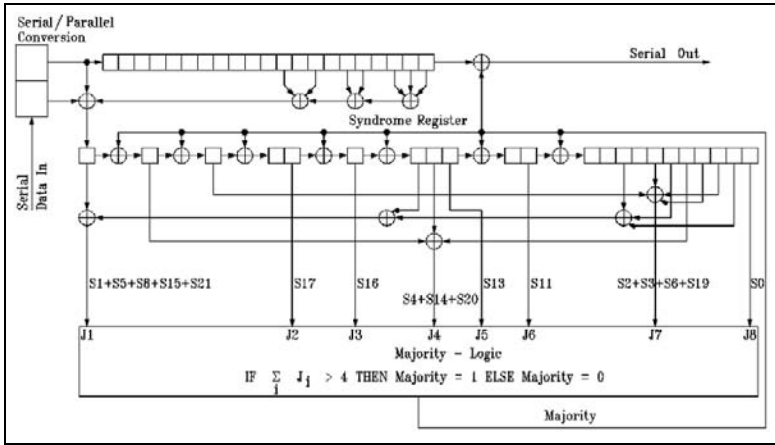 Serial/Parallel
Conversion
Serial Out
Syndrome Register
Serial
Data In
S1+S5+S8+S15+S21
S17
S16
S4+S14+S20
S13
S11
S2+S3+S6+S19
S0
J1
J2
J3
J4
J5
J6
J7
J8
Majority - Logic
IF Σ J_j > 4 THEN Majority = 1 ELSE Majority = 0
j
Majority